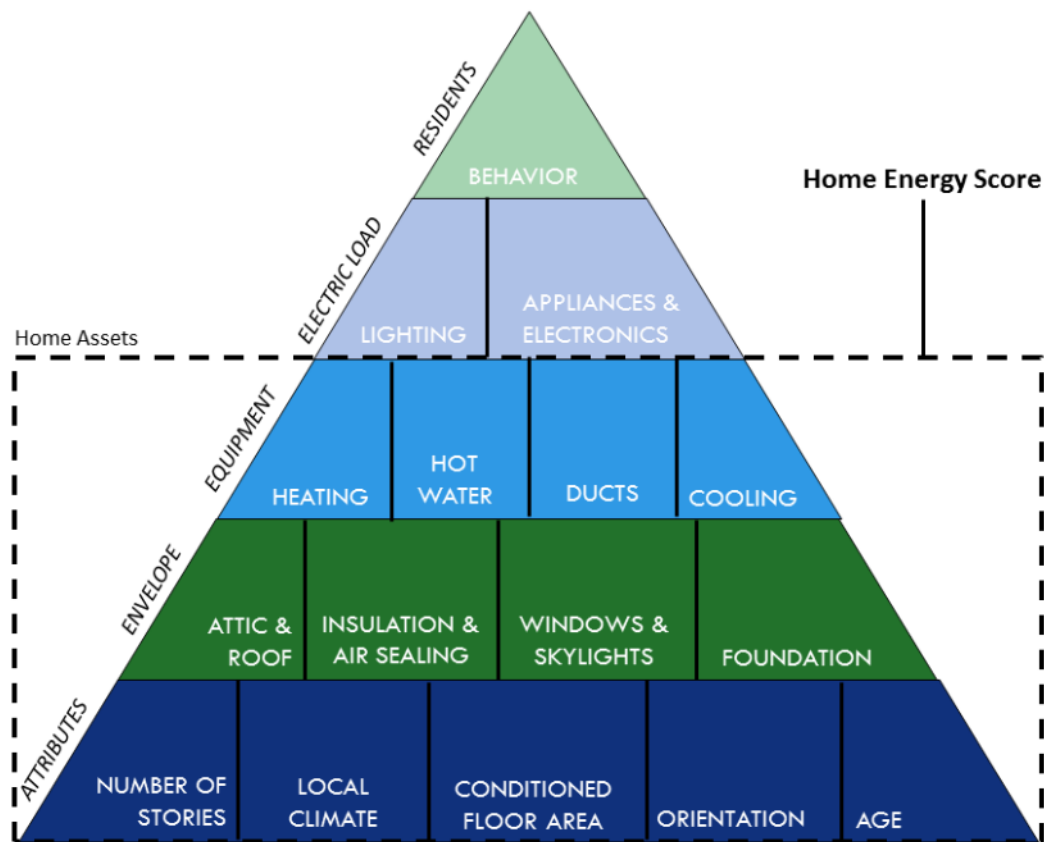 RESIDENTS
BEHAVIOR
Home Energy Score
ELECTRIC LOAD
LIGHTING
APPLIANCES &
ELECTRONICS
Home Assets
EQUIPMENT
HEATING
HOT
WATER
DUCTS
COOLING
ENVELOPE
ATTIC &
ROOF
INSULATION &
AIR SEALING
WINDOWS &
SKYLIGHTS
FOUNDATION
ATTRIBUTES
NUMBER OF
STORIES
LOCAL
CLIMATE
CONDITIONED
FLOOR AREA
ORIENTATION
AGE